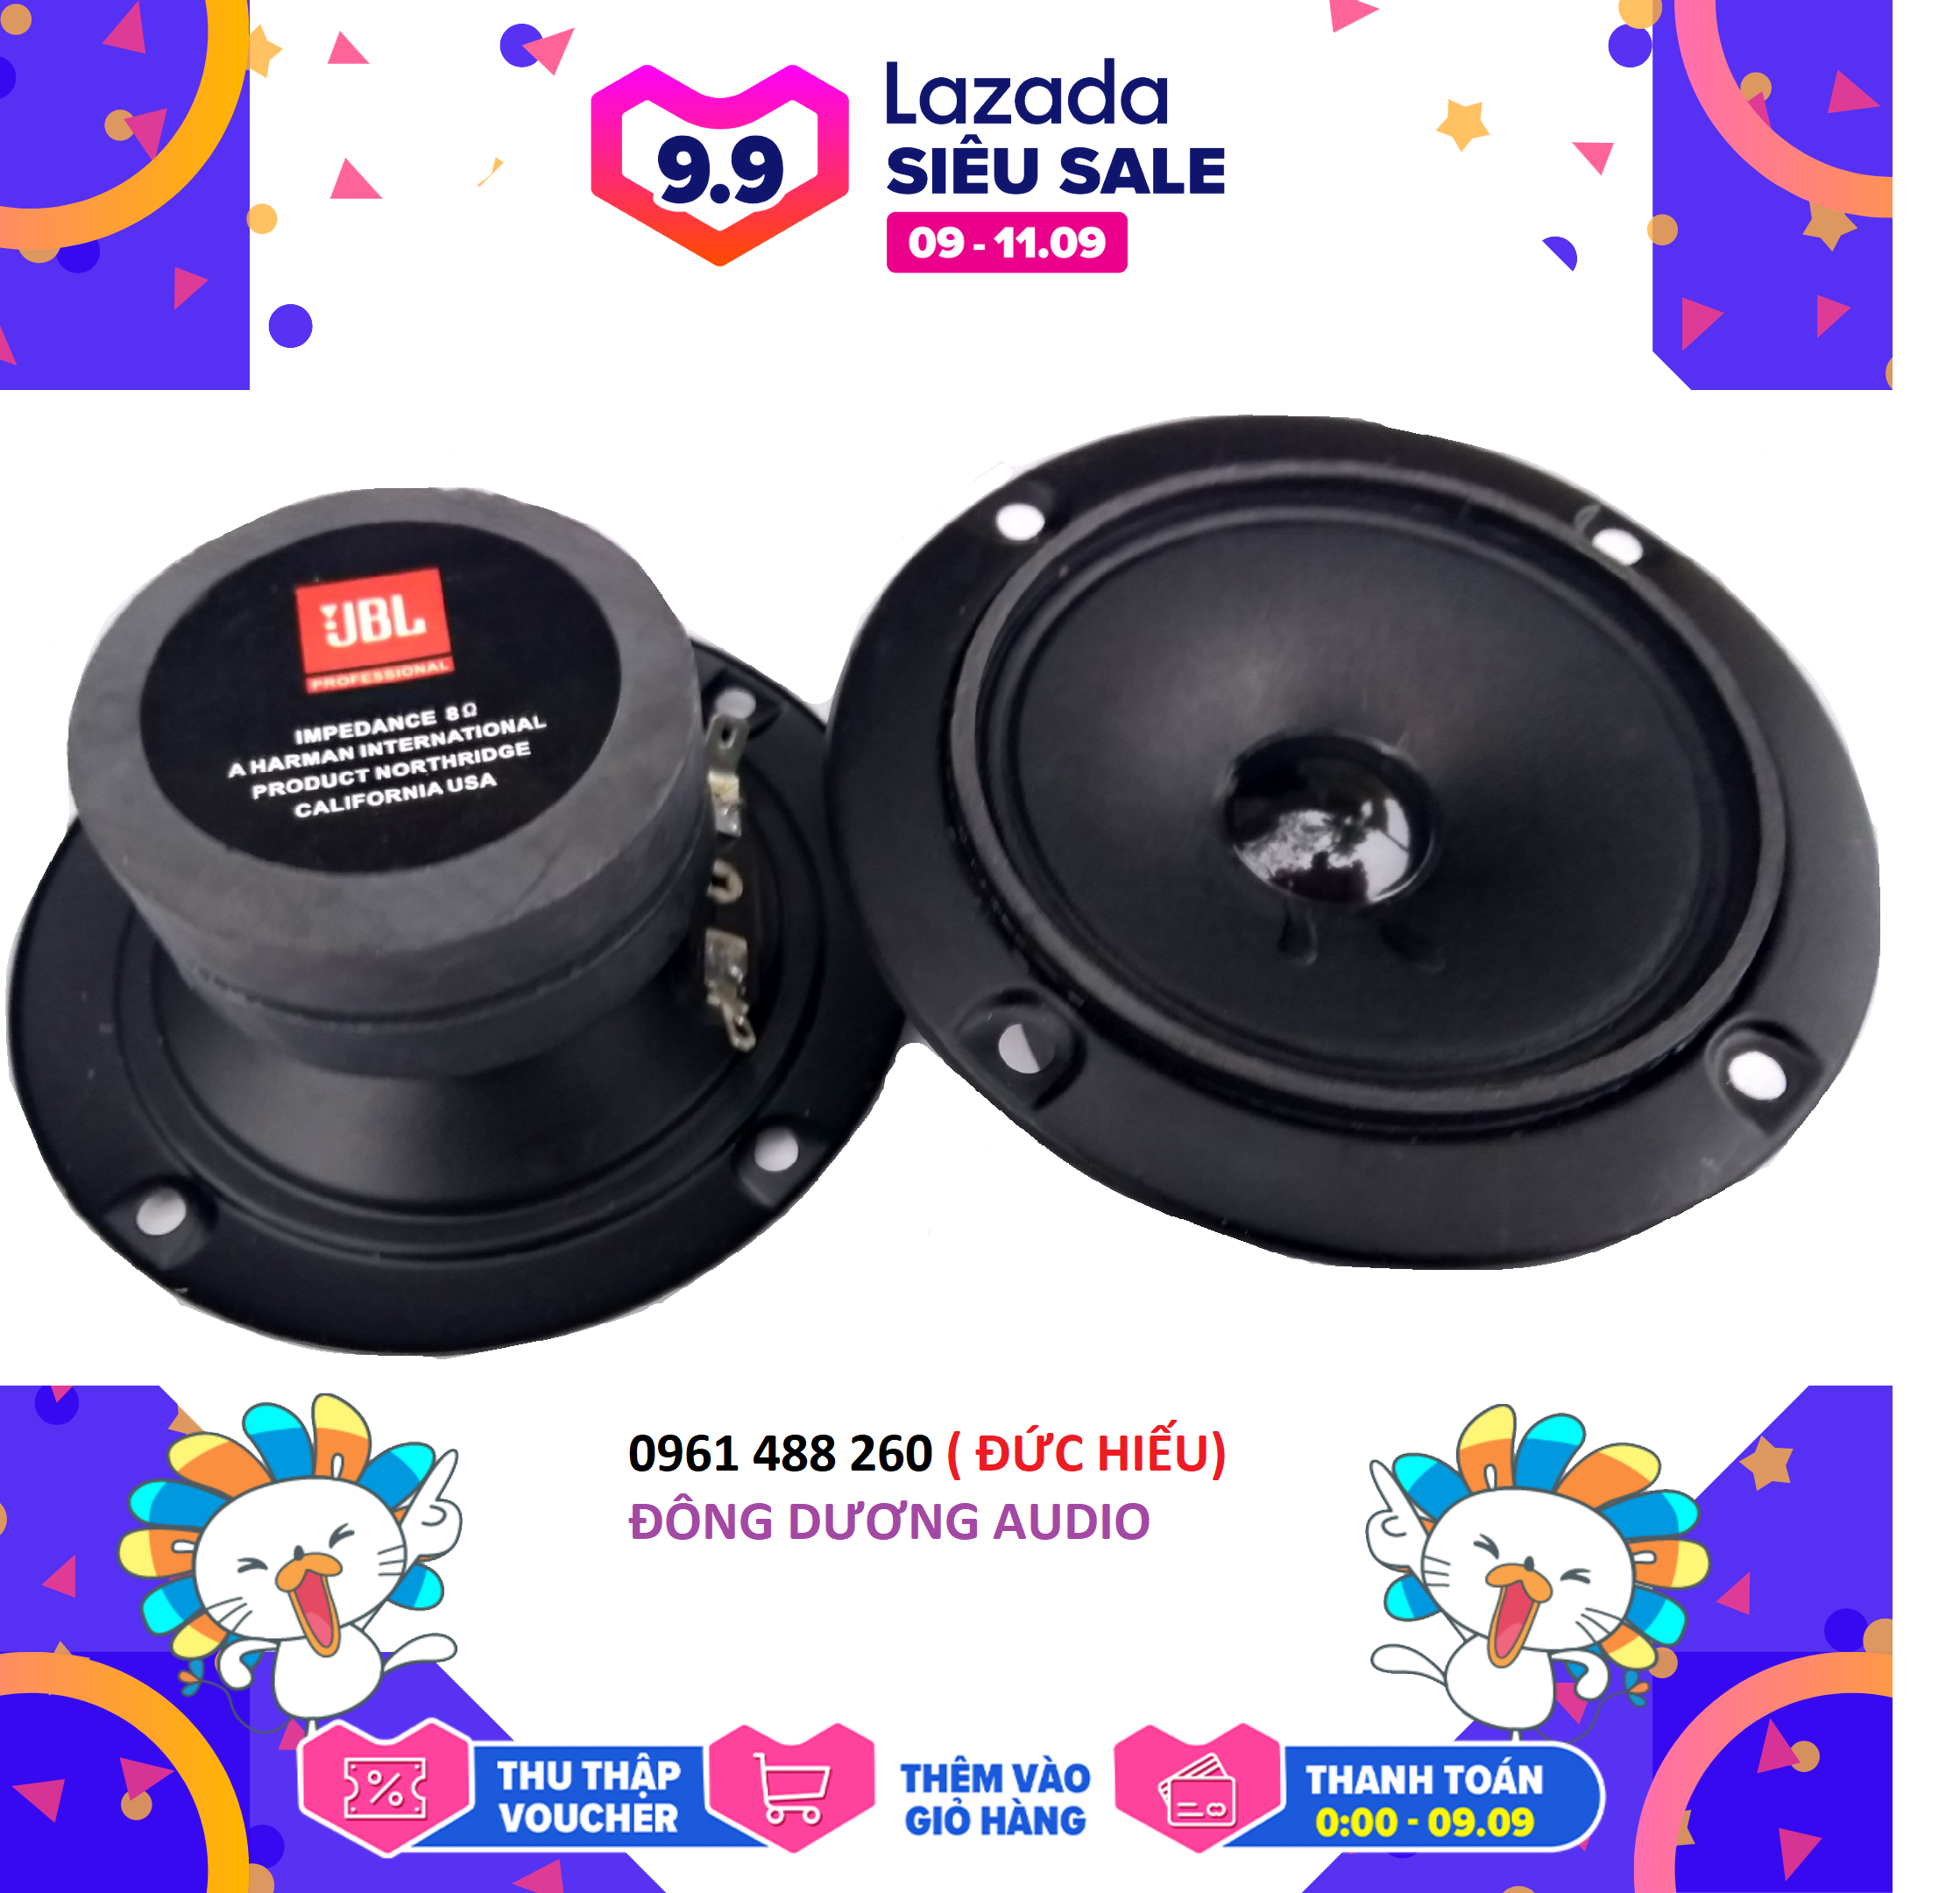 9.9
Lazada
SIÊU SALE
09 - 11.09
JBL
PROFESSIONAL
IMPEDANCE 8Ω
A HARMAN INTERNATIONAL
PRODUCT NORTHRIDGE
CALIFORNIA USA
0961 488 260 ( ĐỨC HIẾU)
ĐÔNG DƯƠNG AUDIO
THU THẬP
VOUCHER
THÊM VÀO
GIỎ HÀNG
THANH TOÁN
0:00 - 09.09